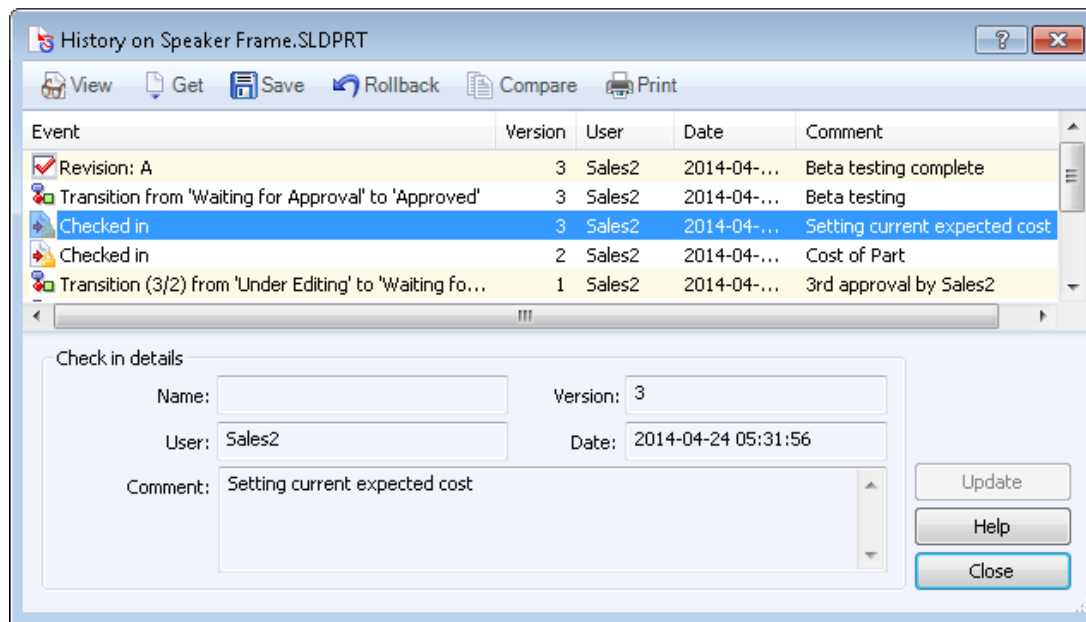 History on Speaker Frame.SLDPRT
View Get Save Rollback Compare Print
Event Version User Date Comment
Revision: A 3 Sales2 2014-04-... Beta testing complete
Transition from 'Waiting for Approval' to 'Approved' 3 Sales2 2014-04-... Beta testing
Checked in 3 Sales2 2014-04-... Setting current expected cost
Checked in 2 Sales2 2014-04-... Cost of Part
Transition (3/2) from 'Under Editing' to 'Waiting fo... 1 Sales2 2014-04-... 3rd approval by Sales2
Check in details
Name: Version: 3
User: Sales2 Date: 2014-04-24 05:31:56
Comment: Setting current expected cost
Update
Help
Close